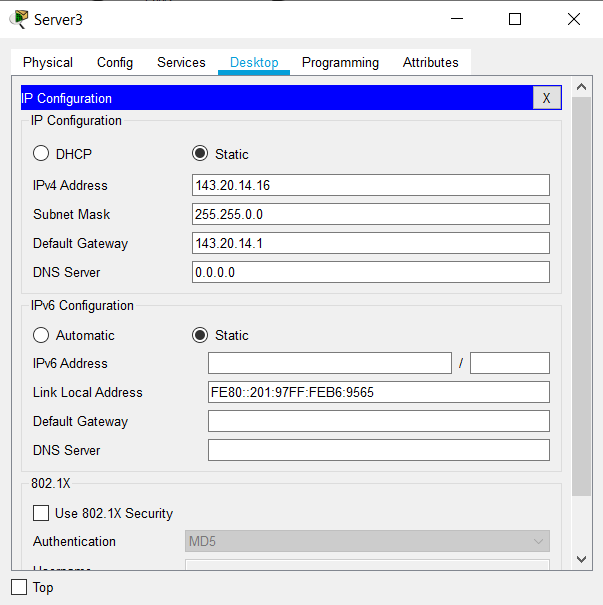 Server3
Physical Config Services Desktop Programming Attributes
IP Configuration X
IP Configuration
DHCP Static
IPv4 Address 143.20.14.16
Subnet Mask 255.255.0.0
Default Gateway 143.20.14.1
DNS Server 0.0.0.0
IPv6 Configuration
Automatic Static
IPv6 Address /
Link Local Address FE80::201:97FF:FEB6:9565
Default Gateway
DNS Server
802.1X
Use 802.1X Security
Authentication MD5
Username
Top